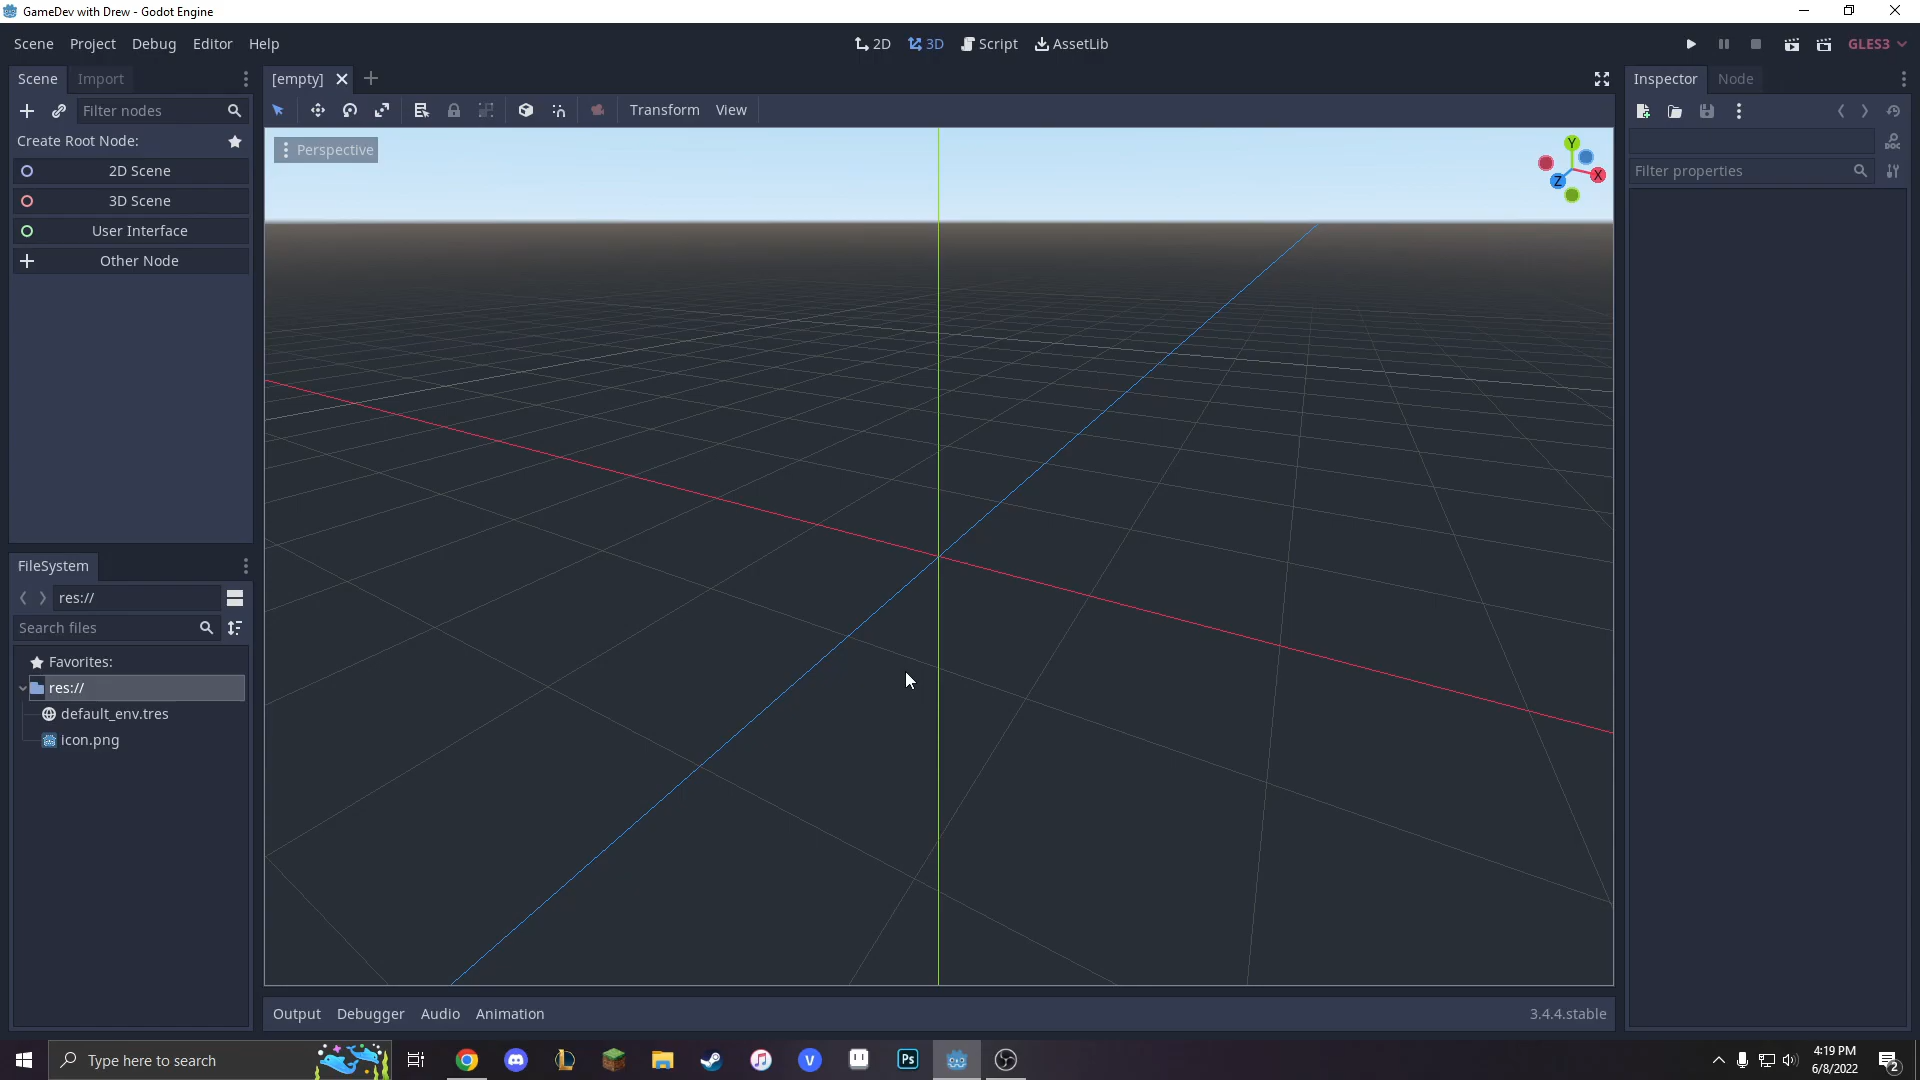 GameDev with Drew - Godot Engine
Scene Project Debug Editor Help
2D 3D Script AssetLib
GLES3
Scene Import
[empty]
Inspector Node
Filter nodes
Transform View
Create Root Node:
2D Scene
3D Scene
User Interface
Other Node
Perspective
Y
X
Z
DOC
Filter properties
FileSystem
res://
Search files
Favorites:
res://
default_env.tres
icon.png
Output Debugger Audio Animation
3.4.4.stable
Type here to search
V
Ps
4:19 PM
6/8/2022
2